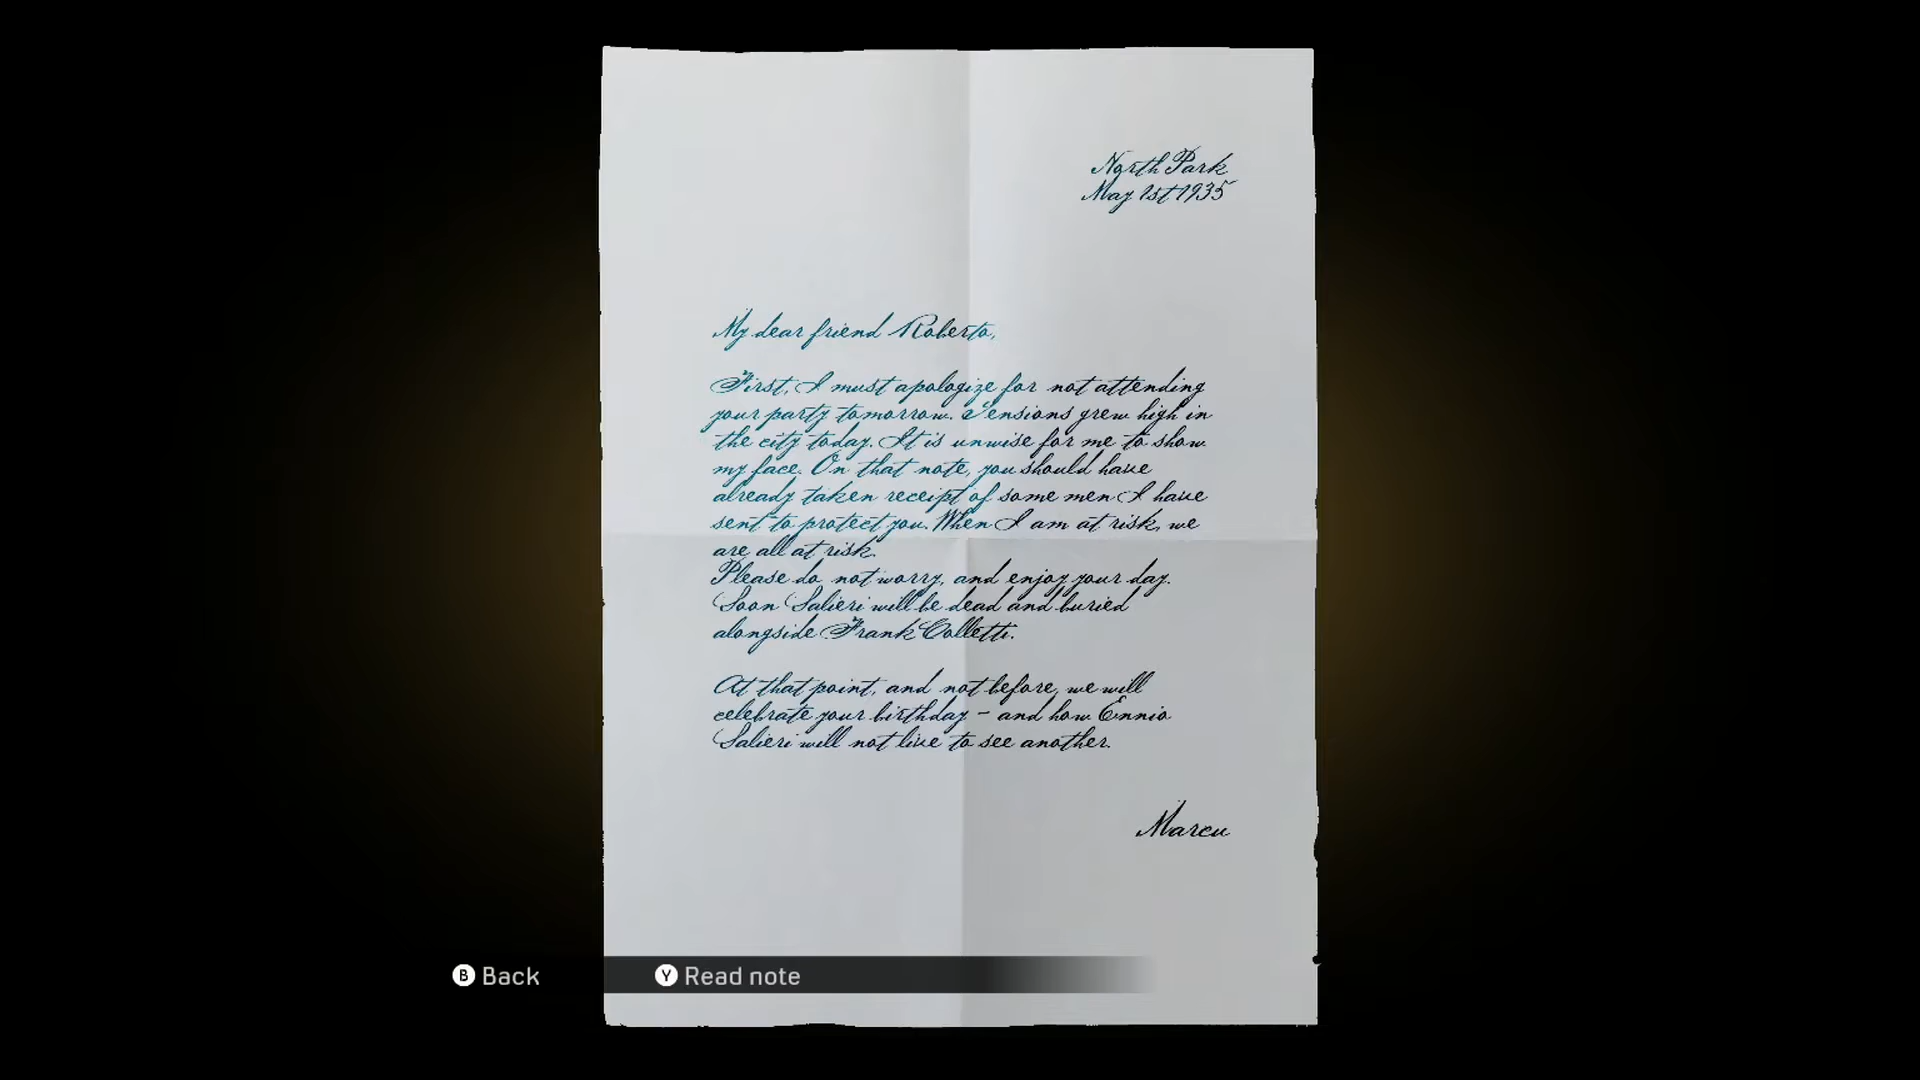 North Park
May 1st 1935
My dear friend Roberto,
First, I must apologize for not attending
your party tomorrow. Tensions grew high in
the city today. It is unwise for me to show
my face. On that note, you should have
already taken receipt of some men I have
sent to protect you. When I am at risk, we
are all at risk.
Please do not worry, and enjoy your day.
Soon Salieri will be dead and buried
alongside Frank Colletti.
At that point, and not before, we will
celebrate your birthday - and how Ennio
Salieri will not live to see another.
Marcu
B Back
Y Read note